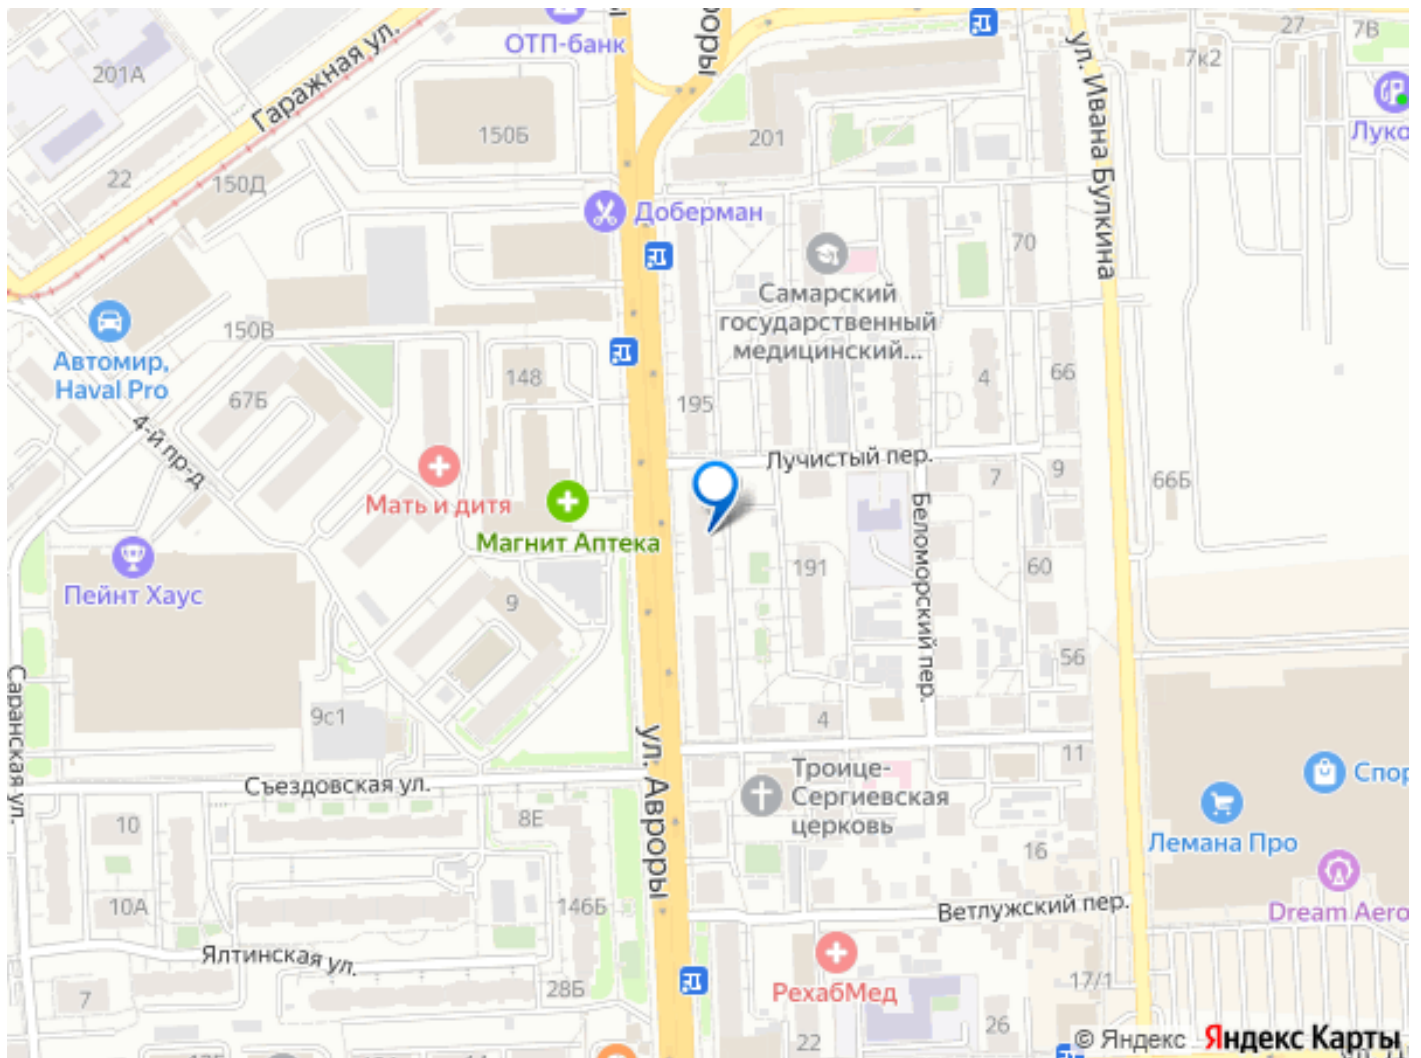 ОТП-банк
27
7В
7к2
201А
Гаражная ул.
ул. Ивана Булкина
150Б
201
22
150Д
Доберман
70
Самарский
государственный
медицинский...
150В
Автомир,
Haval Pro
148
67Б
195
4
66
4-й пр-д
Лучистый пер.
7
9
66Б
Мать и дитя
Магнит Аптека
Беломорский пер.
Пейнт Хаус
191
60
9
56
Саранская ул.
9с1
4
11
ул. Авроры
Съездовская ул.
Троице-
Сергиевская
церковь
Лемана Про
10
8Е
16
10А
146Б
Ветлужский пер.
Ялтинская ул.
РехабМед
7
28Б
17/1
26
22
© Яндекс Яндекс Карты